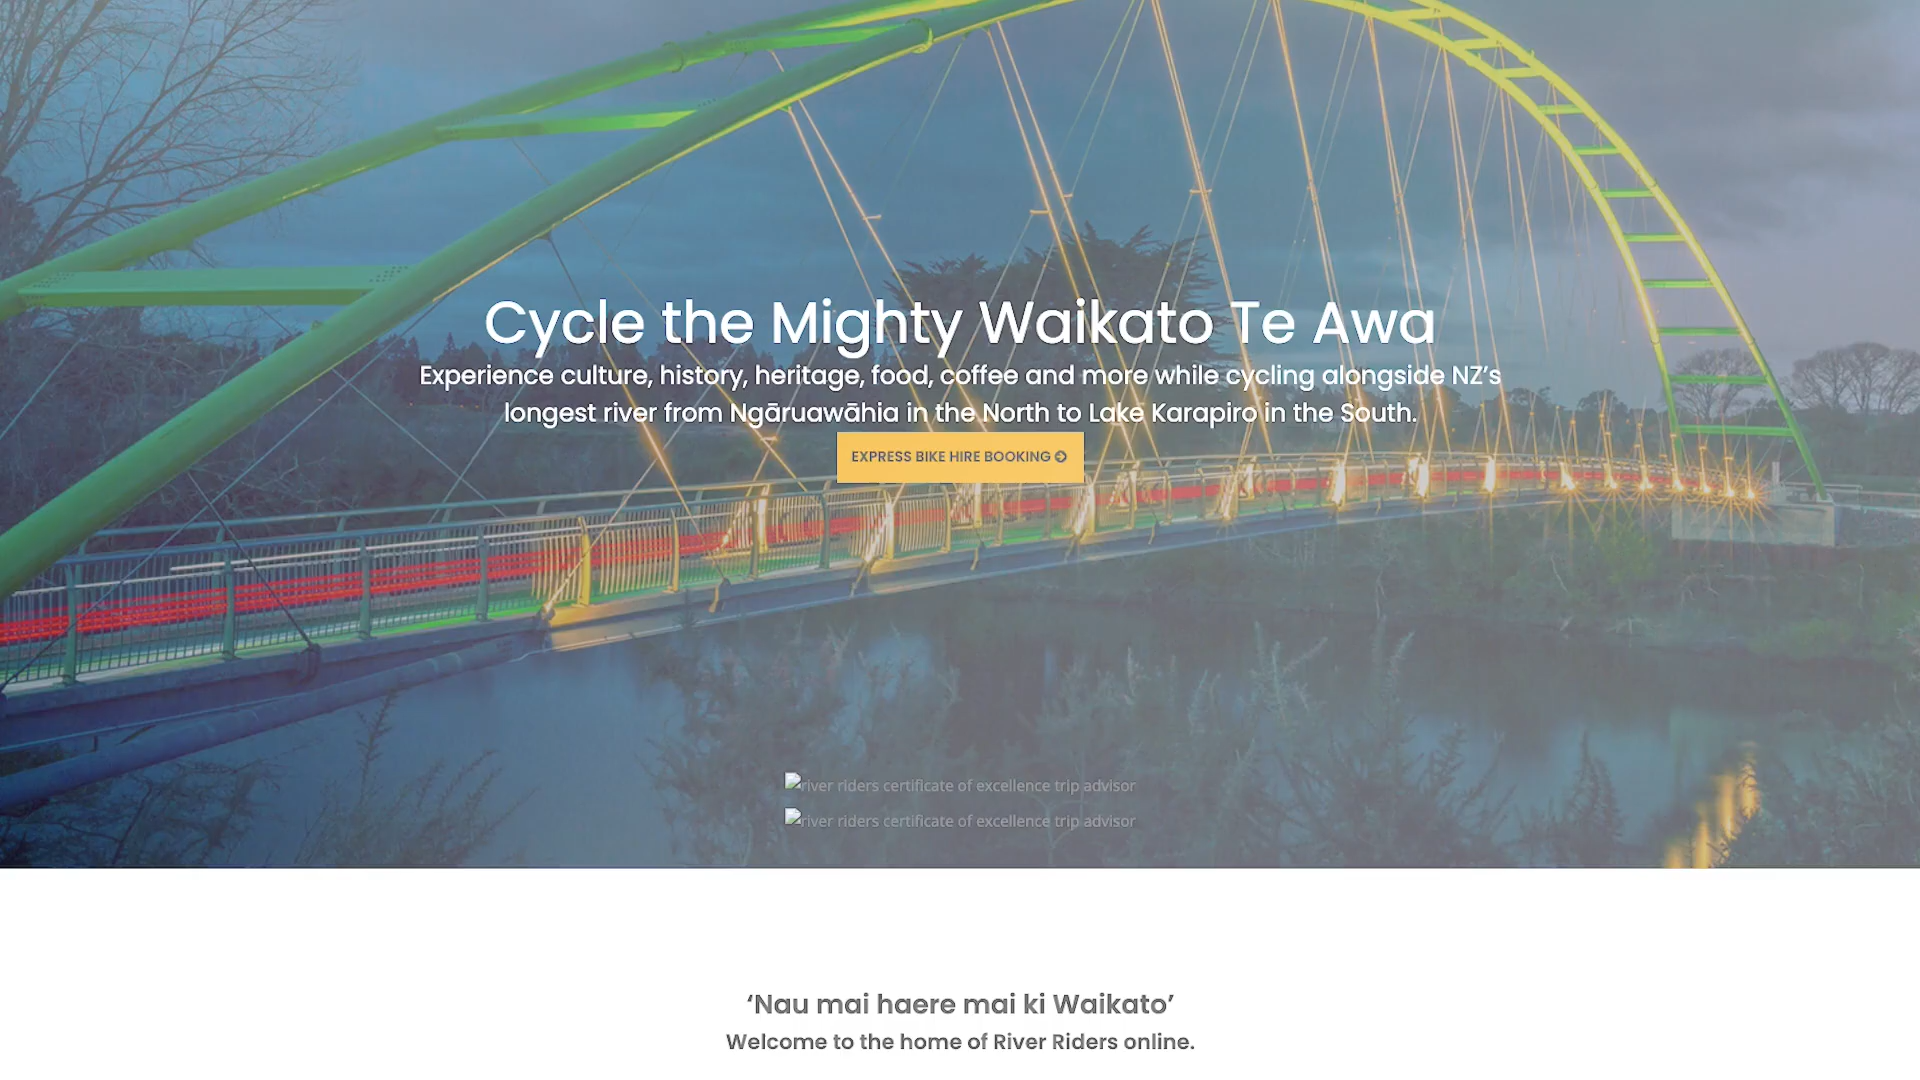 Cycle the Mighty Waikato Te Awa
Experience culture, history, heritage, food, coffee and more while cycling alongside NZ’s
longest river from Ngāruawāhia in the North to Lake Karapiro in the South.
EXPRESS BIKE HIRE BOOKING
river riders certificate of excellence trip advisor
river riders certificate of excellence trip advisor
‘Nau mai haere mai ki Waikato’
Welcome to the home of River Riders online.